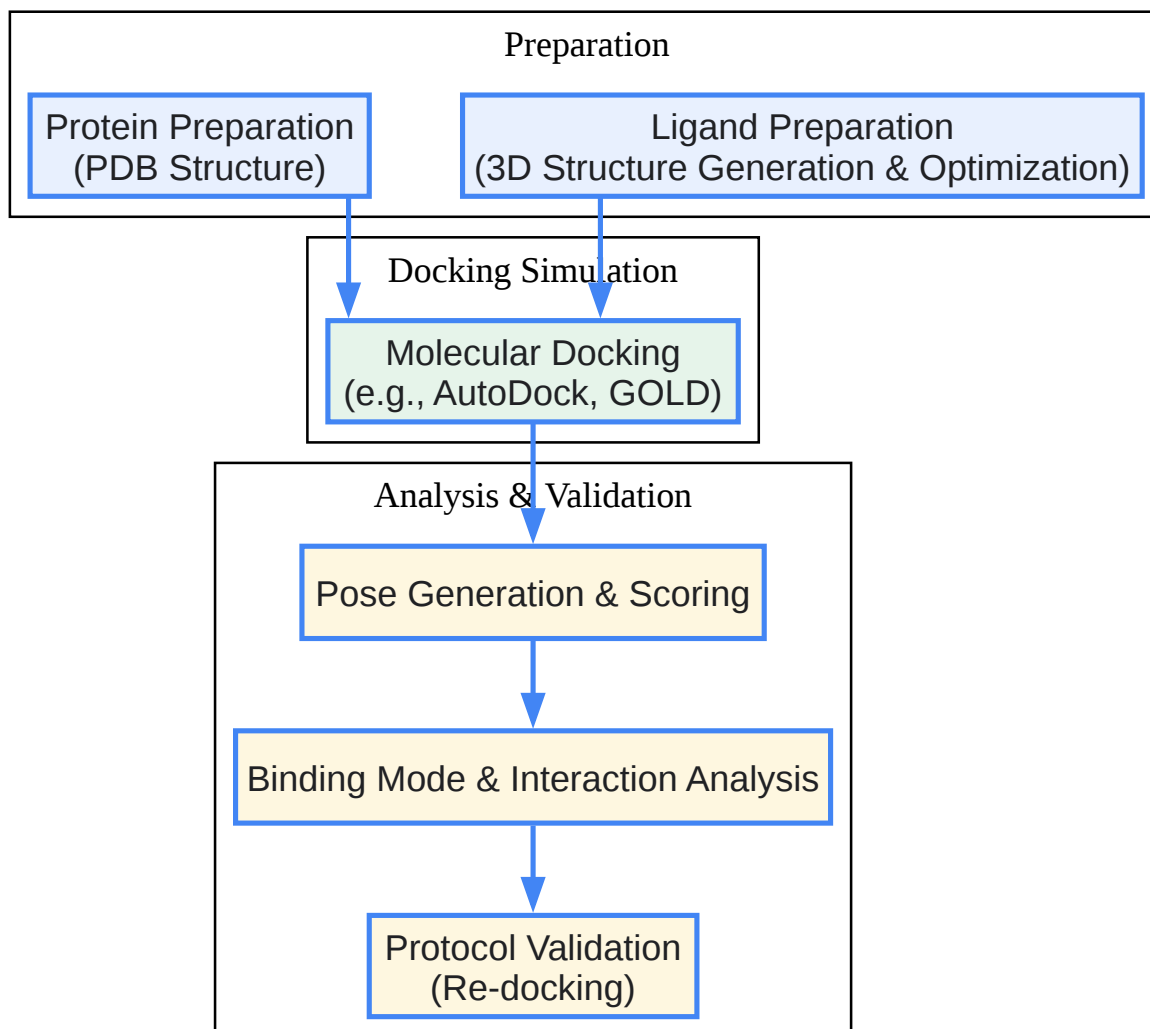 Preparation
Protein Preparation
(PDB Structure)
Ligand Preparation
(3D Structure Generation & Optimization)
Docking Simulation
Molecular Docking
(e.g., AutoDock, GOLD)
Analysis & Validation
Pose Generation & Scoring
Binding Mode & Interaction Analysis
Protocol Validation
(Re-docking)